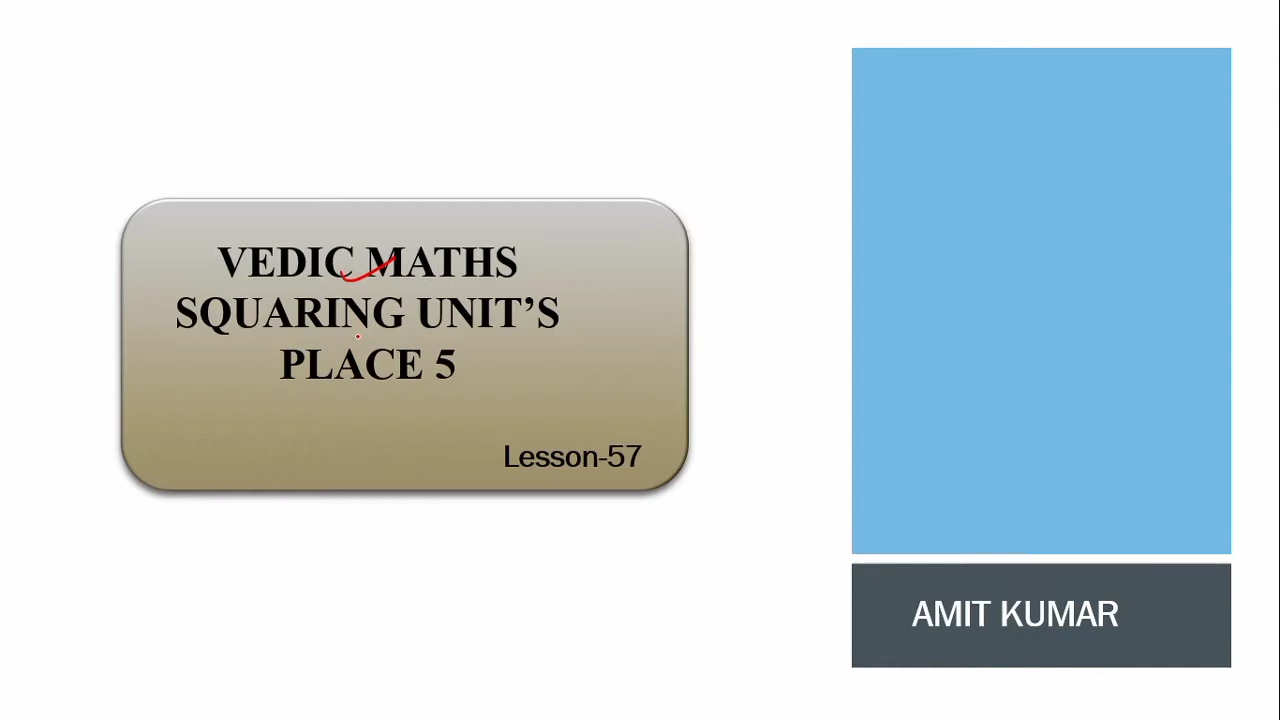 VEDIC MATHS
SQUARING UNIT’S
PLACE 5
Lesson-57
AMIT KUMAR